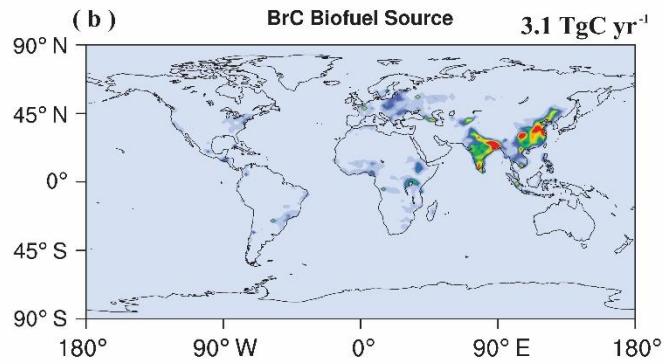 ( b ) BrC Biofuel Source 3.1 TgC yr⁻¹
90° N
45° N
0°
45° S
90° S
180° 90° W 0° 90° E 180°